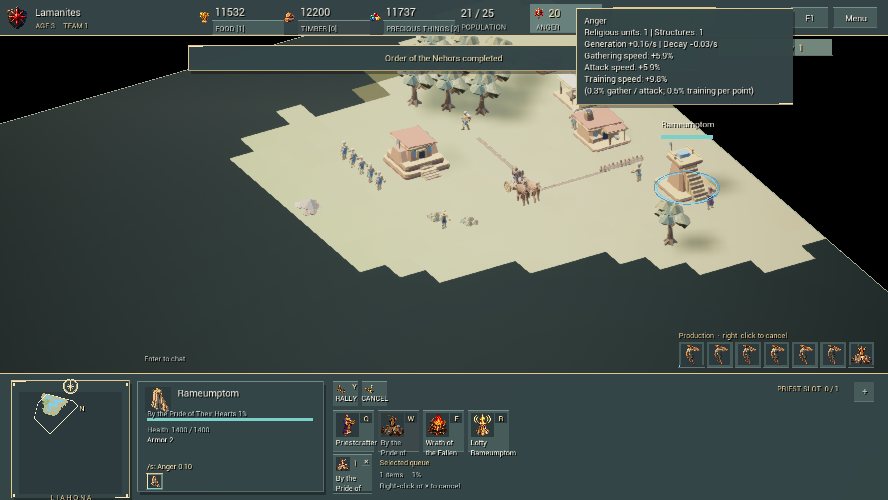 Lamanites
AGE 3 TEAM 1
11532
FOOD [1]
12200
TIMBER [0]
11737
PRECIOUS THINGS [2]
21 / 25
POPULATION
20
ANGER
F1
Menu
Anger
Religious units: 1 | Structures: 1
Generation +0.16/s | Decay -0.03/s
Gathering speed: +5.9%
Attack speed: +5.9%
Training speed: +9.8%
(0.3% gather / attack; 0.5% training per point)
1
Order of the Nehors completed
Rameumptom
Production - right-click to cancel
Enter to chat
N
LIAHONA
Rameumptom
By the Pride of Their Hearts 1%
Health 1400 / 1400
Armor 2
/s: Anger 0.10
Y
RALLY
CANCEL
Q
Priestcrafter
W
By the
Pride of
F
Wrath of
the Fallen
R
Lofty
Rameumptom
By the
Pride of
×
Selected queue
1 items · 1%
Right-click or × to cancel
PRIEST SLOT: 0 / 1
+